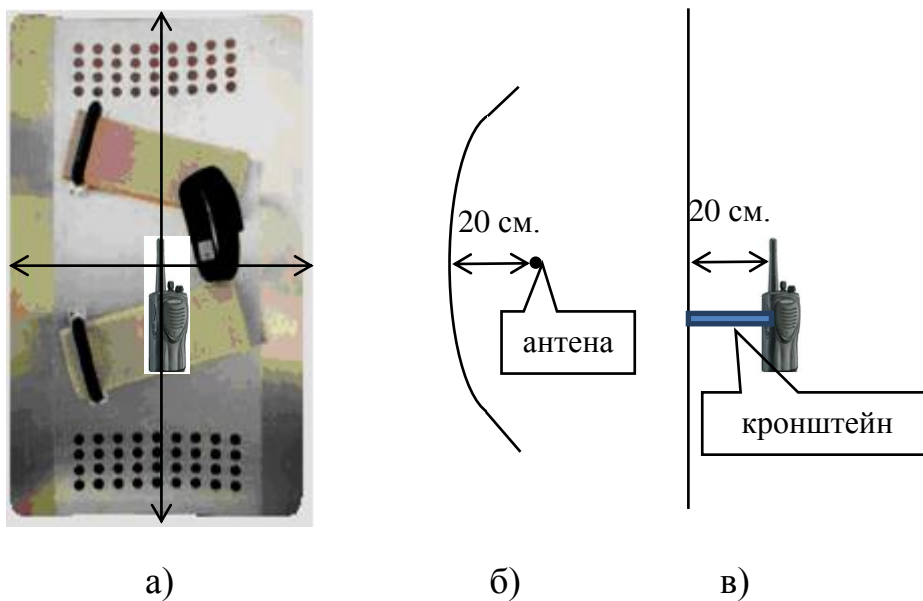 20 см.
20 см.
антена
кронштейн
а)
б)
в)